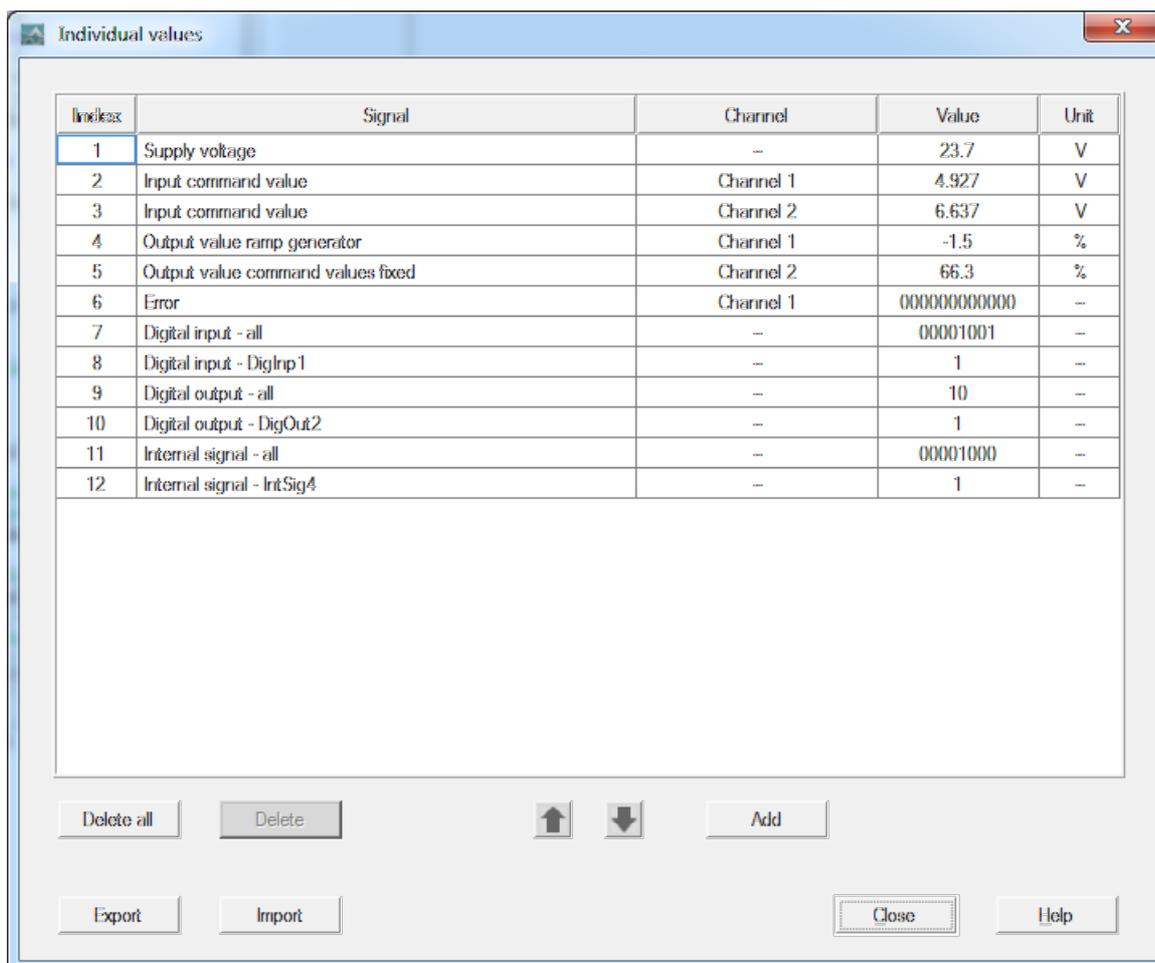 Individual values
Index Signal Channel Value Unit
1 Supply voltage -- 23.7 V
2 Input command value Channel 1 4.927 V
3 Input command value Channel 2 6.637 V
4 Output value ramp generator Channel 1 -1.5 %
5 Output value command values fixed Channel 2 66.3 %
6 Error Channel 1 000000000000 --
7 Digital input - all -- 00001001 --
8 Digital input - DigInp1 -- 1 --
9 Digital output - all -- 10 --
10 Digital output - DigOut2 -- 1 --
11 Internal signal - all -- 00001000 --
12 Internal signal - IntSig4 -- 1 --
Delete all Delete Add
Export Import Close Help